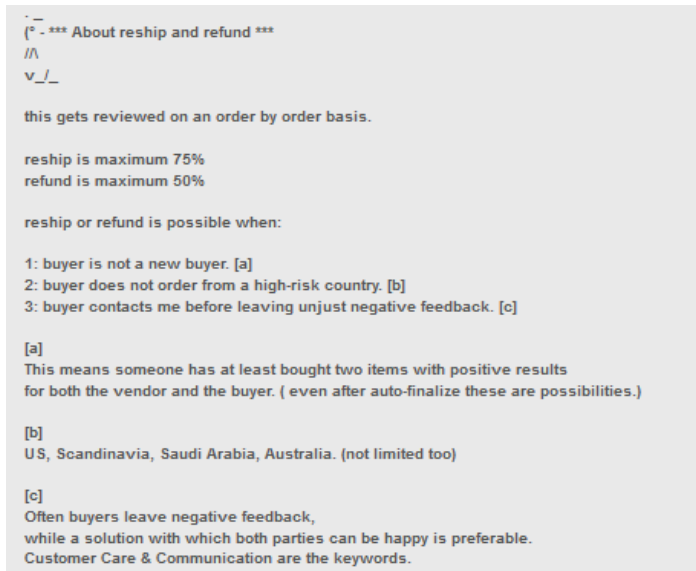 . _
(° - *** About reship and refund ***
//\
v_/_
this gets reviewed on an order by order basis.
reship is maximum 75%
refund is maximum 50%
reship or refund is possible when:
1: buyer is not a new buyer. [a]
2: buyer does not order from a high-risk country. [b]
3: buyer contacts me before leaving unjust negative feedback. [c]
[a]
This means someone has at least bought two items with positive results
for both the vendor and the buyer. ( even after auto-finalize these are possibilities.)
[b]
US, Scandinavia, Saudi Arabia, Australia. (not limited too)
[c]
Often buyers leave negative feedback,
while a solution with which both parties can be happy is preferable.
Customer Care & Communication are the keywords.